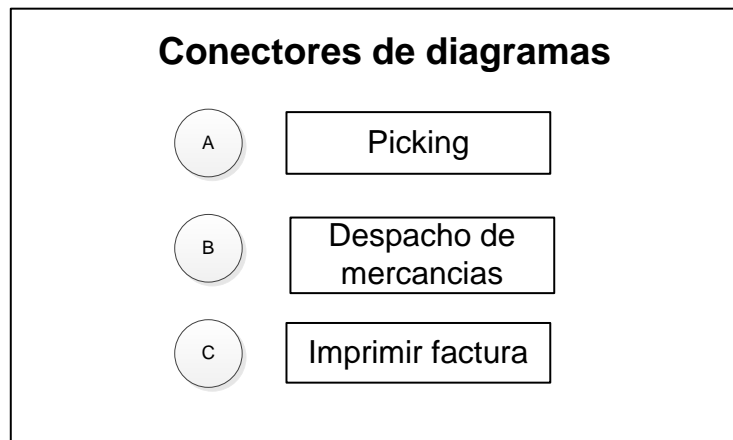 Conectores de diagramas
A
Picking
B
Despacho de
mercancias
C
Imprimir factura